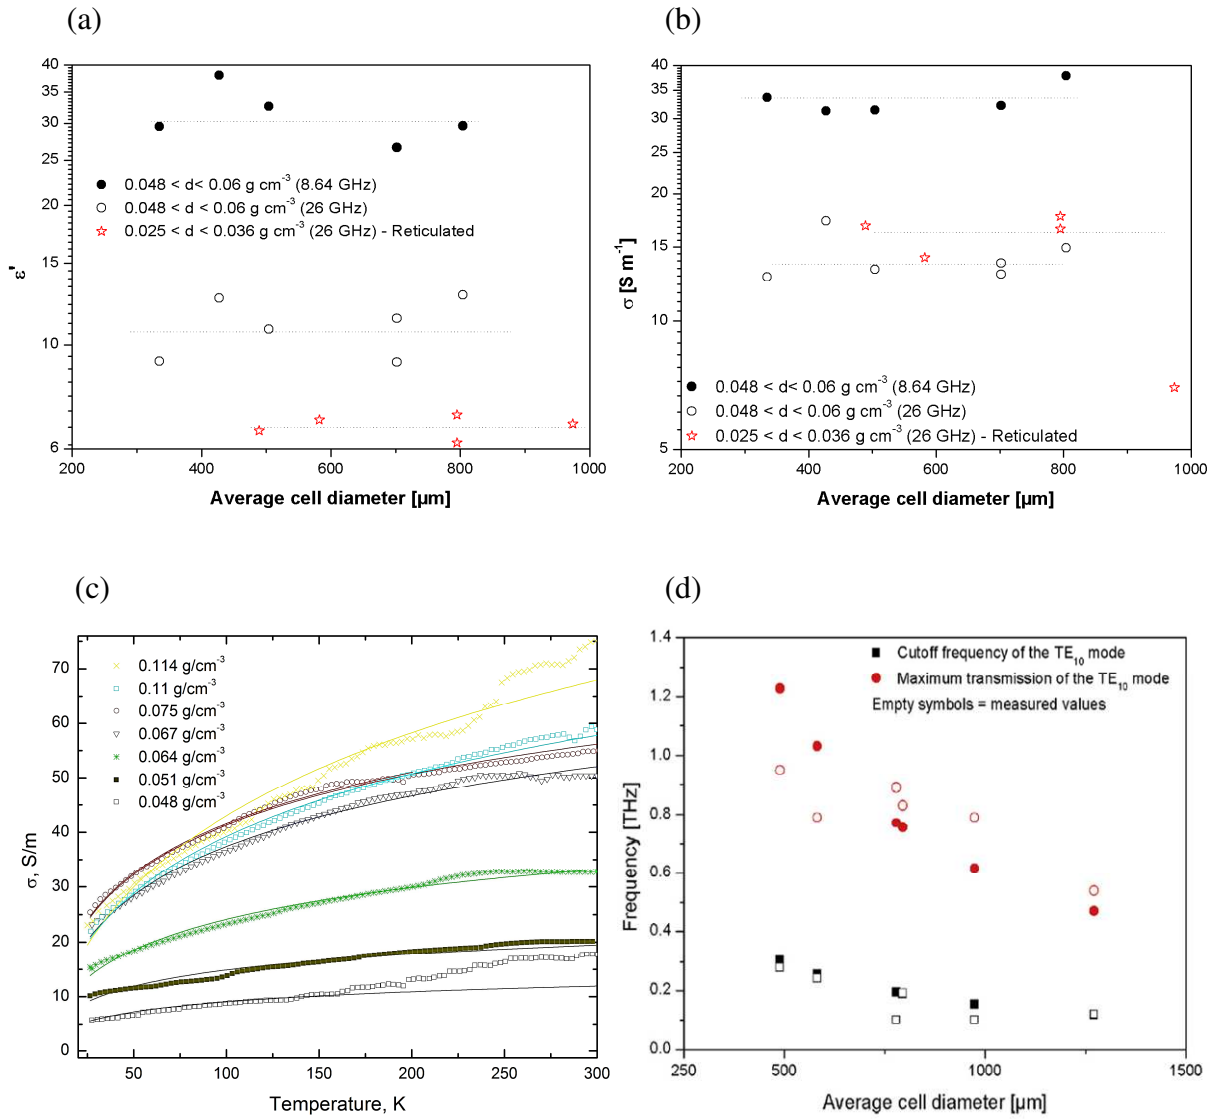 (a)
40
30
25
20
15
10
6
ε'
0.048 < d< 0.06 g cm-3 (8.64 GHz)
0.048 < d < 0.06 g cm-3 (26 GHz)
0.025 < d < 0.036 g cm-3 (26 GHz) - Reticulated
200 400 600 800 1000
Average cell diameter [µm]
(b)
40
35
30
25
20
15
10
5
σ [S m-1]
0.048 < d< 0.06 g cm-3 (8.64 GHz)
0.048 < d < 0.06 g cm-3 (26 GHz)
0.025 < d < 0.036 g cm-3 (26 GHz) - Reticulated
200 400 600 800 1000
Average cell diameter [µm]
(c)
70
60
50
40
30
20
10
0
σ, S/m
0.114 g/cm-3
0.11 g/cm-3
0.075 g/cm-3
0.067 g/cm-3
0.064 g/cm-3
0.051 g/cm-3
0.048 g/cm-3
50 100 150 200 250 300
Temperature, K
(d)
1.4
1.2
1.0
0.8
0.6
0.4
0.2
0.0
Frequency [THz]
Cutoff frequency of the TE10 mode
Maximum transmission of the TE10 mode
Empty symbols = measured values
250 500 750 1000 1500
Average cell diameter [µm]